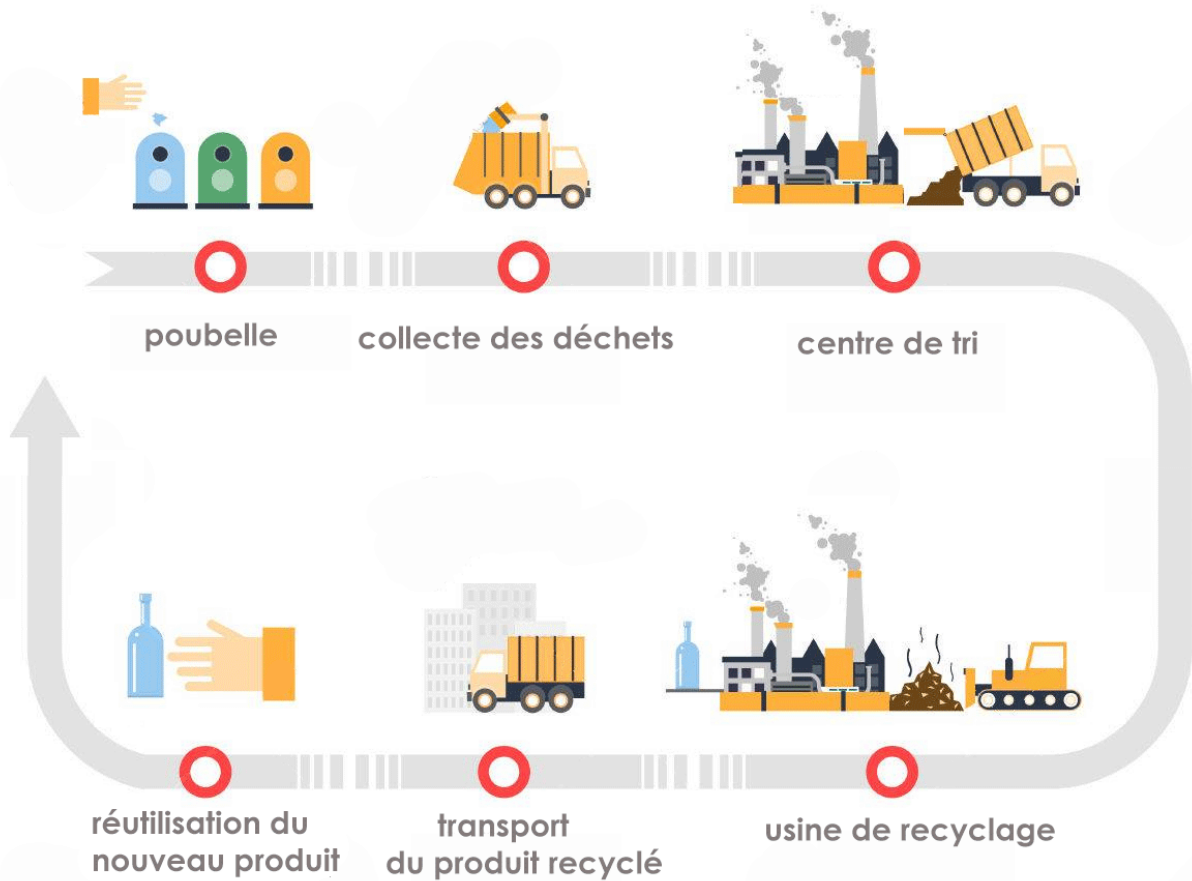 poubelle
collecte des déchets
centre de tri
usine de recyclage
transport
du produit recyclé
réutilisation du
nouveau produit